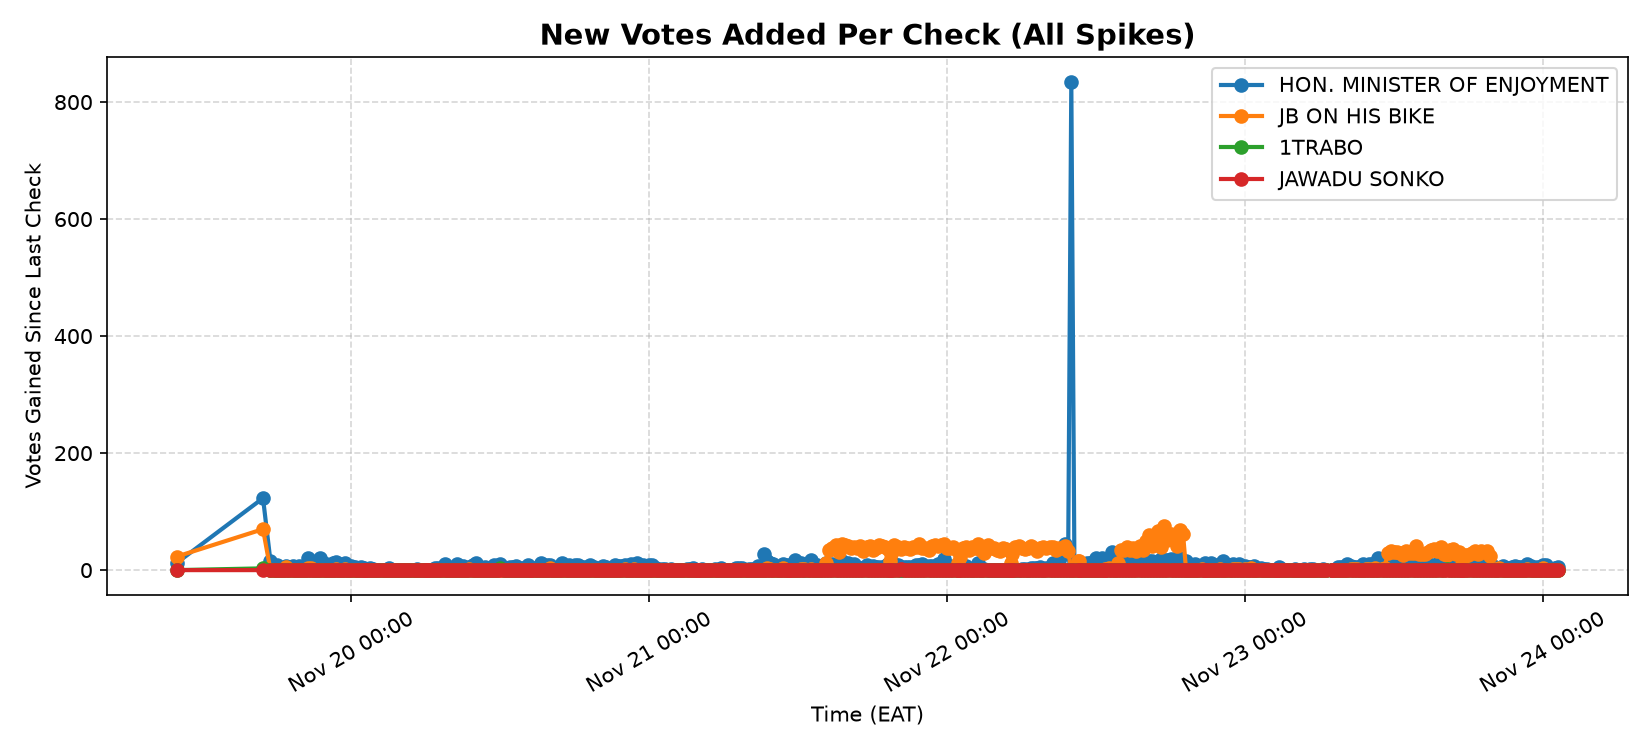 New Votes Added Per Check (All Spikes)
HON. MINISTER OF ENJOYMENT
JB ON HIS BIKE
1TRABO
JAWADU SONKO
Votes Gained Since Last Check
800
600
400
200
0
Nov 20 00:00
Nov 21 00:00
Nov 22 00:00
Nov 23 00:00
Nov 24 00:00
Time (EAT)